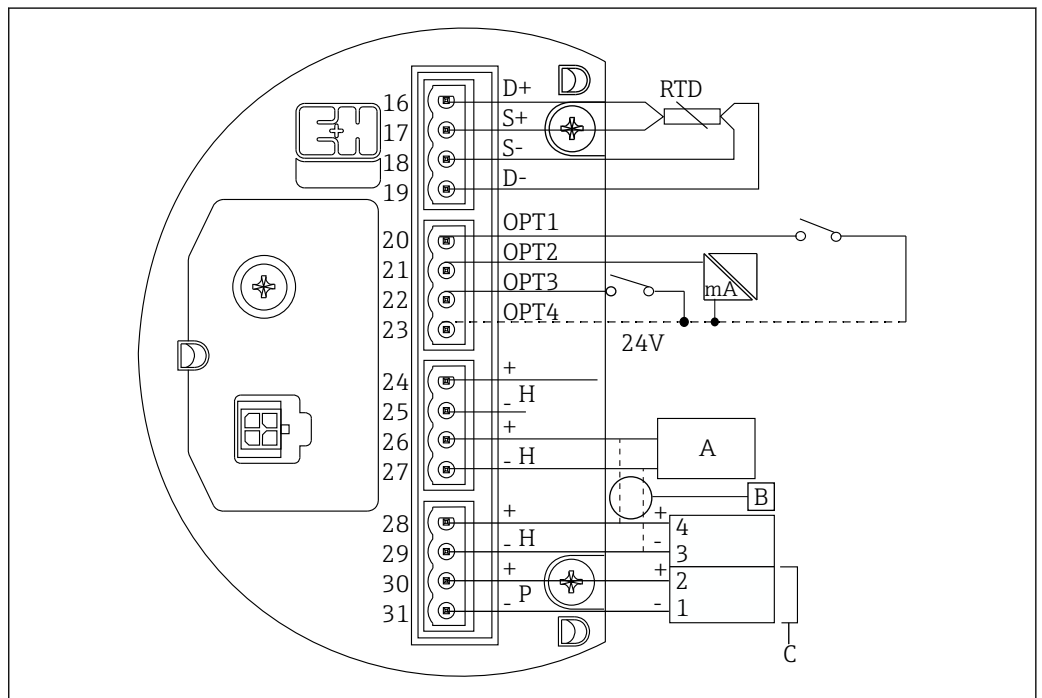 16 D+
17 S+
18 S-
19 D-
RTD
20 OPT1
21 OPT2
22 OPT3
23 OPT4
mA
24V
24 +
25 - H
26 +
27 - H
A
B
28 + + 4
29 - H - 3
30 + + 2
31 - P - 1
C